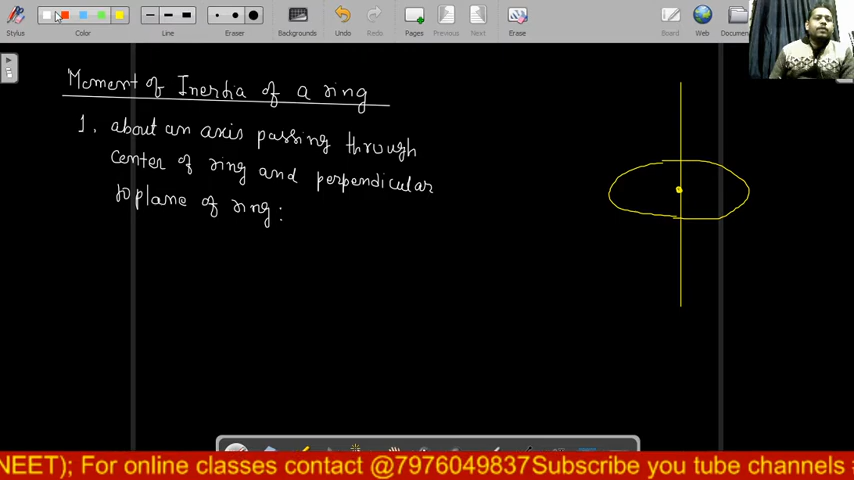 Stylus
Color
Line
Eraser
Backgrounds
Undo
Redo
Pages
Previous
Next
Erase
Board
Web
Documen
Moment of Inertia of a ring
1. about an axis passing through
center of ring and perpendicular
to plane of ring:
NEET); For online classes contact @7976049837Subscribe you tube channels